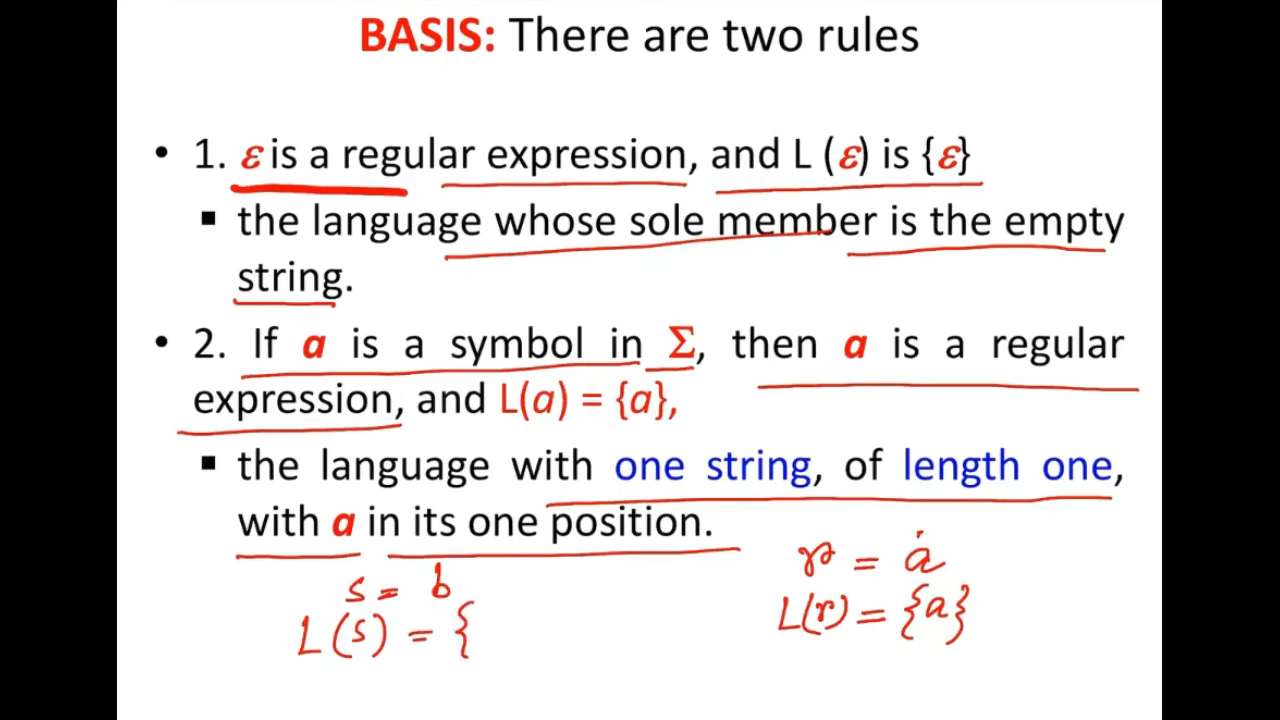 BASIS: There are two rules
• 1. ε is a regular expression, and L (ε) is {ε}
▪ the language whose sole member is the empty
string.
• 2. If a is a symbol in Σ, then a is a regular
expression, and L(a) = {a},
▪ the language with one string, of length one,
with a in its one position.
s = b
L(s) = {
r = a
L(r) = {a}